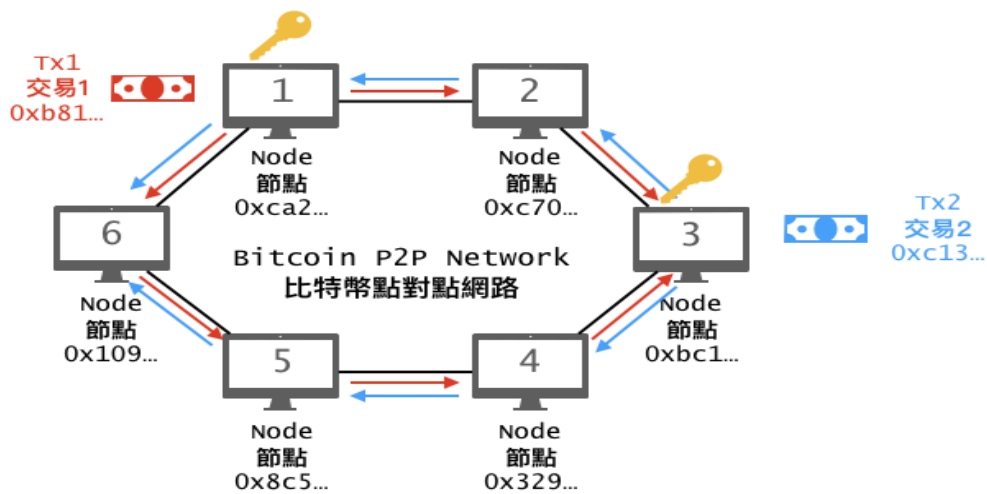 Tx1
交易1
0xb81...
1
Node
節點
0xca2...
2
Node
節點
0xc70...
3
Node
節點
0xbc1...
Tx2
交易2
0xc13...
6
Node
節點
0x109...
Bitcoin P2P Network
比特幣點對點網路
5
Node
節點
0x8c5...
4
Node
節點
0x329...